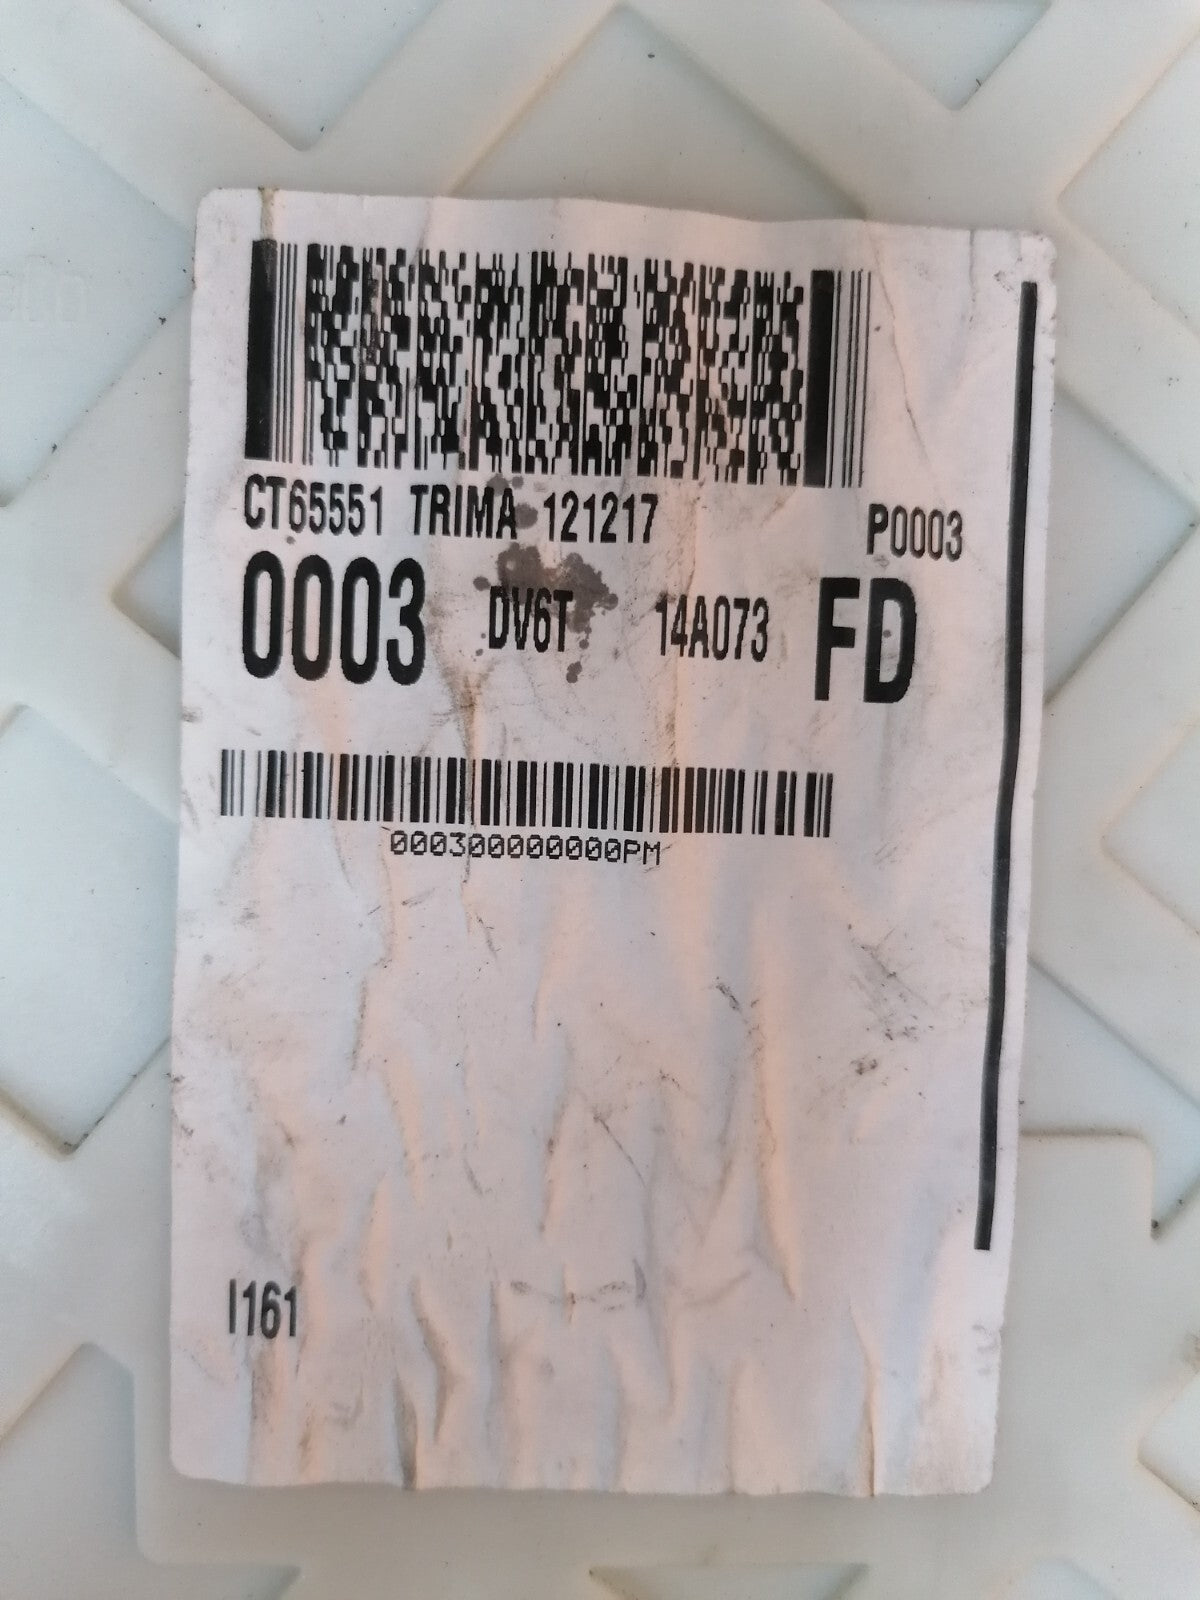 CT65551 TRIMA 121217 P0003
0003 DV6T 14A073 FD
000300000000PM
I161